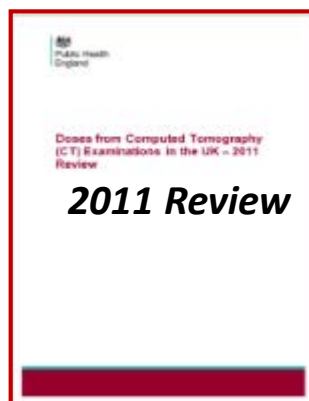 Public Health
England
Doses from Computed Tomography
(CT) Examinations in the UK – 2011
Review
2011 Review